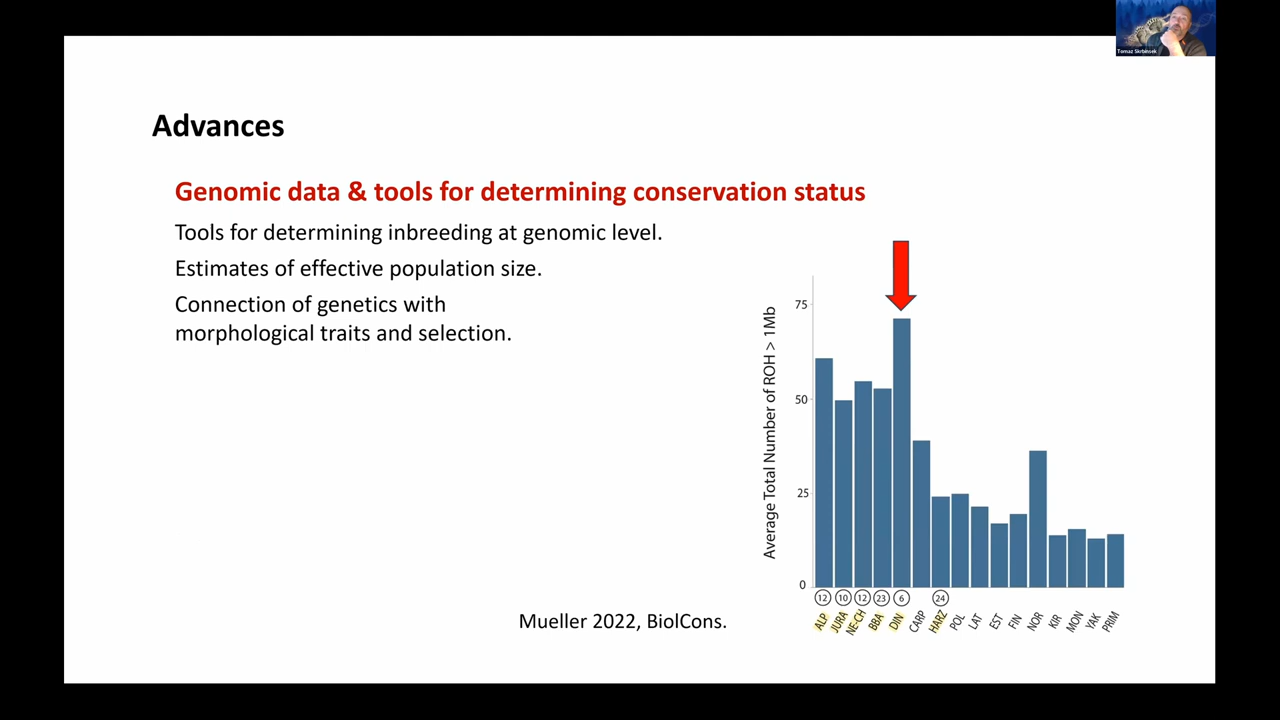 Tomaz Skrbinsek
Advances
Genomic data & tools for determining conservation status
Tools for determining inbreeding at genomic level.
Estimates of effective population size.
Connection of genetics with
morphological traits and selection.
Average Total Number of ROH > 1Mb
75
50
25
0
12 10 12 23 6 24
ALP JURA NE-CH BBA DIN CARP HARZ POL LAT EST FIN NOR KIR MON YAK PRIM
Mueller 2022, BiolCons.